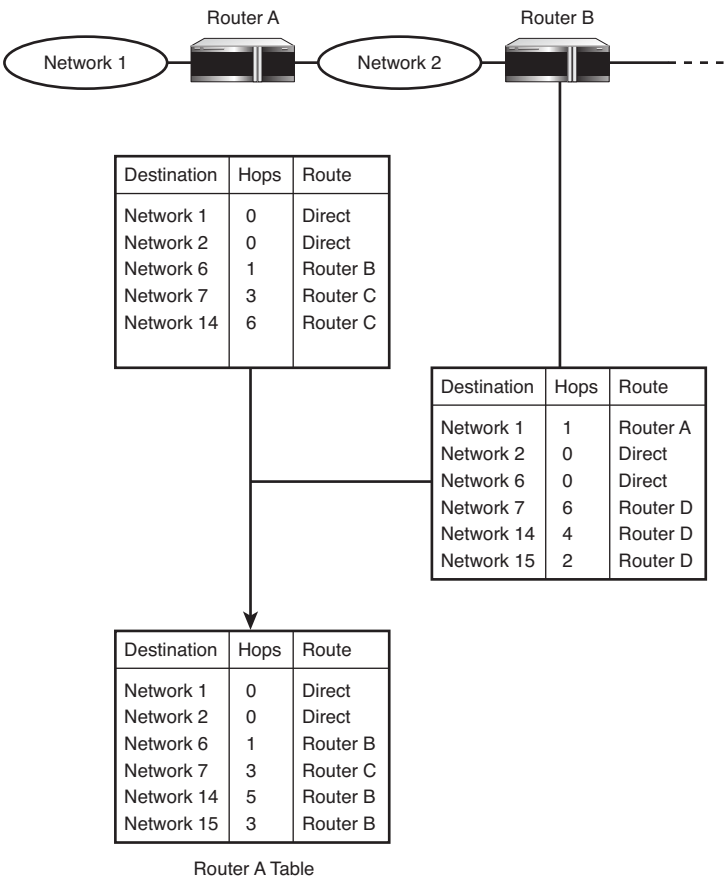 Router A
Router B
Network 1
Network 2
Destination Hops Route
Network 1 0 Direct
Network 2 0 Direct
Network 6 1 Router B
Network 7 3 Router C
Network 14 6 Router C
Destination Hops Route
Network 1 1 Router A
Network 2 0 Direct
Network 6 0 Direct
Network 7 6 Router D
Network 14 4 Router D
Network 15 2 Router D
Destination Hops Route
Network 1 0 Direct
Network 2 0 Direct
Network 6 1 Router B
Network 7 3 Router C
Network 14 5 Router B
Network 15 3 Router B
Router A Table